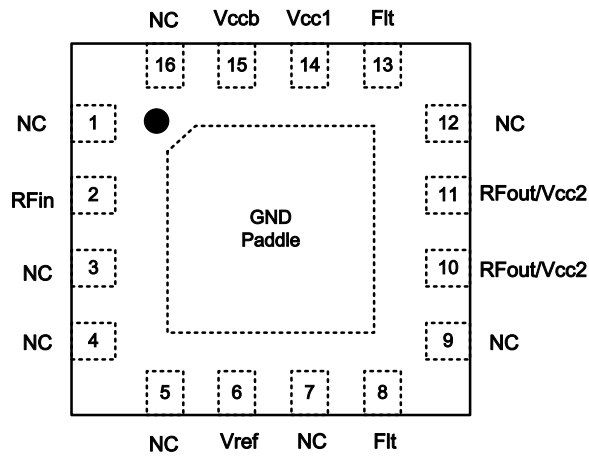 NC Vccb Vcc1 Flt
16 15 14 13
NC 1 12 NC
RFin 2 11 RFout/Vcc2
GND
Paddle
NC 3 10 RFout/Vcc2
NC 4 9 NC
5 6 7 8
NC Vref NC Flt